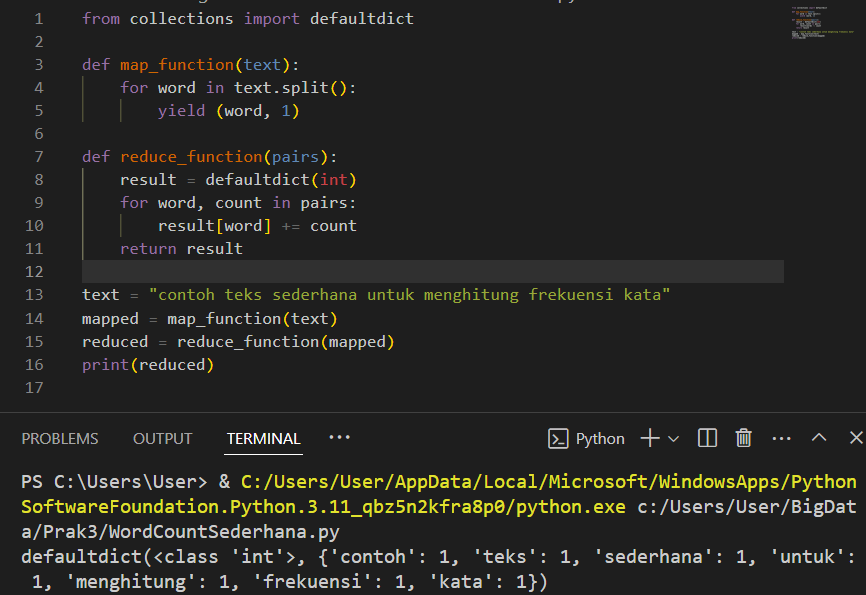 1 from collections import defaultdict
2
3 def map_function(text):
4     for word in text.split():
5         yield (word, 1)
6
7 def reduce_function(pairs):
8     result = defaultdict(int)
9     for word, count in pairs:
10         result[word] += count
11     return result
12
13 text = "contoh teks sederhana untuk menghitung frekuensi kata"
14 mapped = map_function(text)
15 reduced = reduce_function(mapped)
16 print(reduced)
17
PROBLEMS OUTPUT TERMINAL ··· Python ···
PS C:\Users\User> & C:/Users/User/AppData/Local/Microsoft/WindowsApps/Python
SoftwareFoundation.Python.3.11_qbz5n2kfra8p0/python.exe c:/Users/User/BigDat
a/Prak3/WordCountSederhana.py
defaultdict(<class 'int'>, {'contoh': 1, 'teks': 1, 'sederhana': 1, 'untuk':
 1, 'menghitung': 1, 'frekuensi': 1, 'kata': 1})